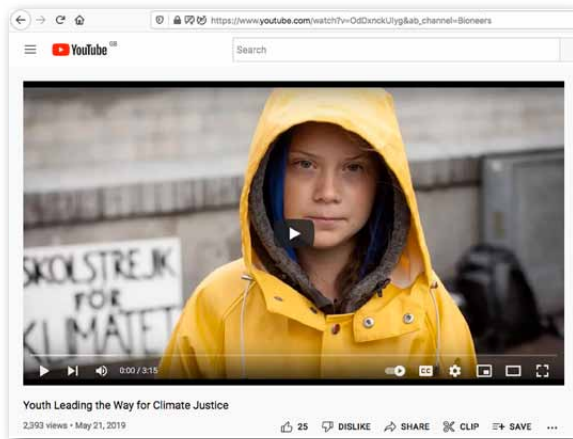 https://www.youtube.com/watch?v=OdDxnckUlyg&ab_channel=Bioneers
YouTube GB
Search
SKOLSTREJK
FÖR
KLIMATET
0:00 / 3:15
CC
Youth Leading the Way for Climate Justice
2,393 views • May 21, 2019
25 DISLIKE SHARE CLIP SAVE